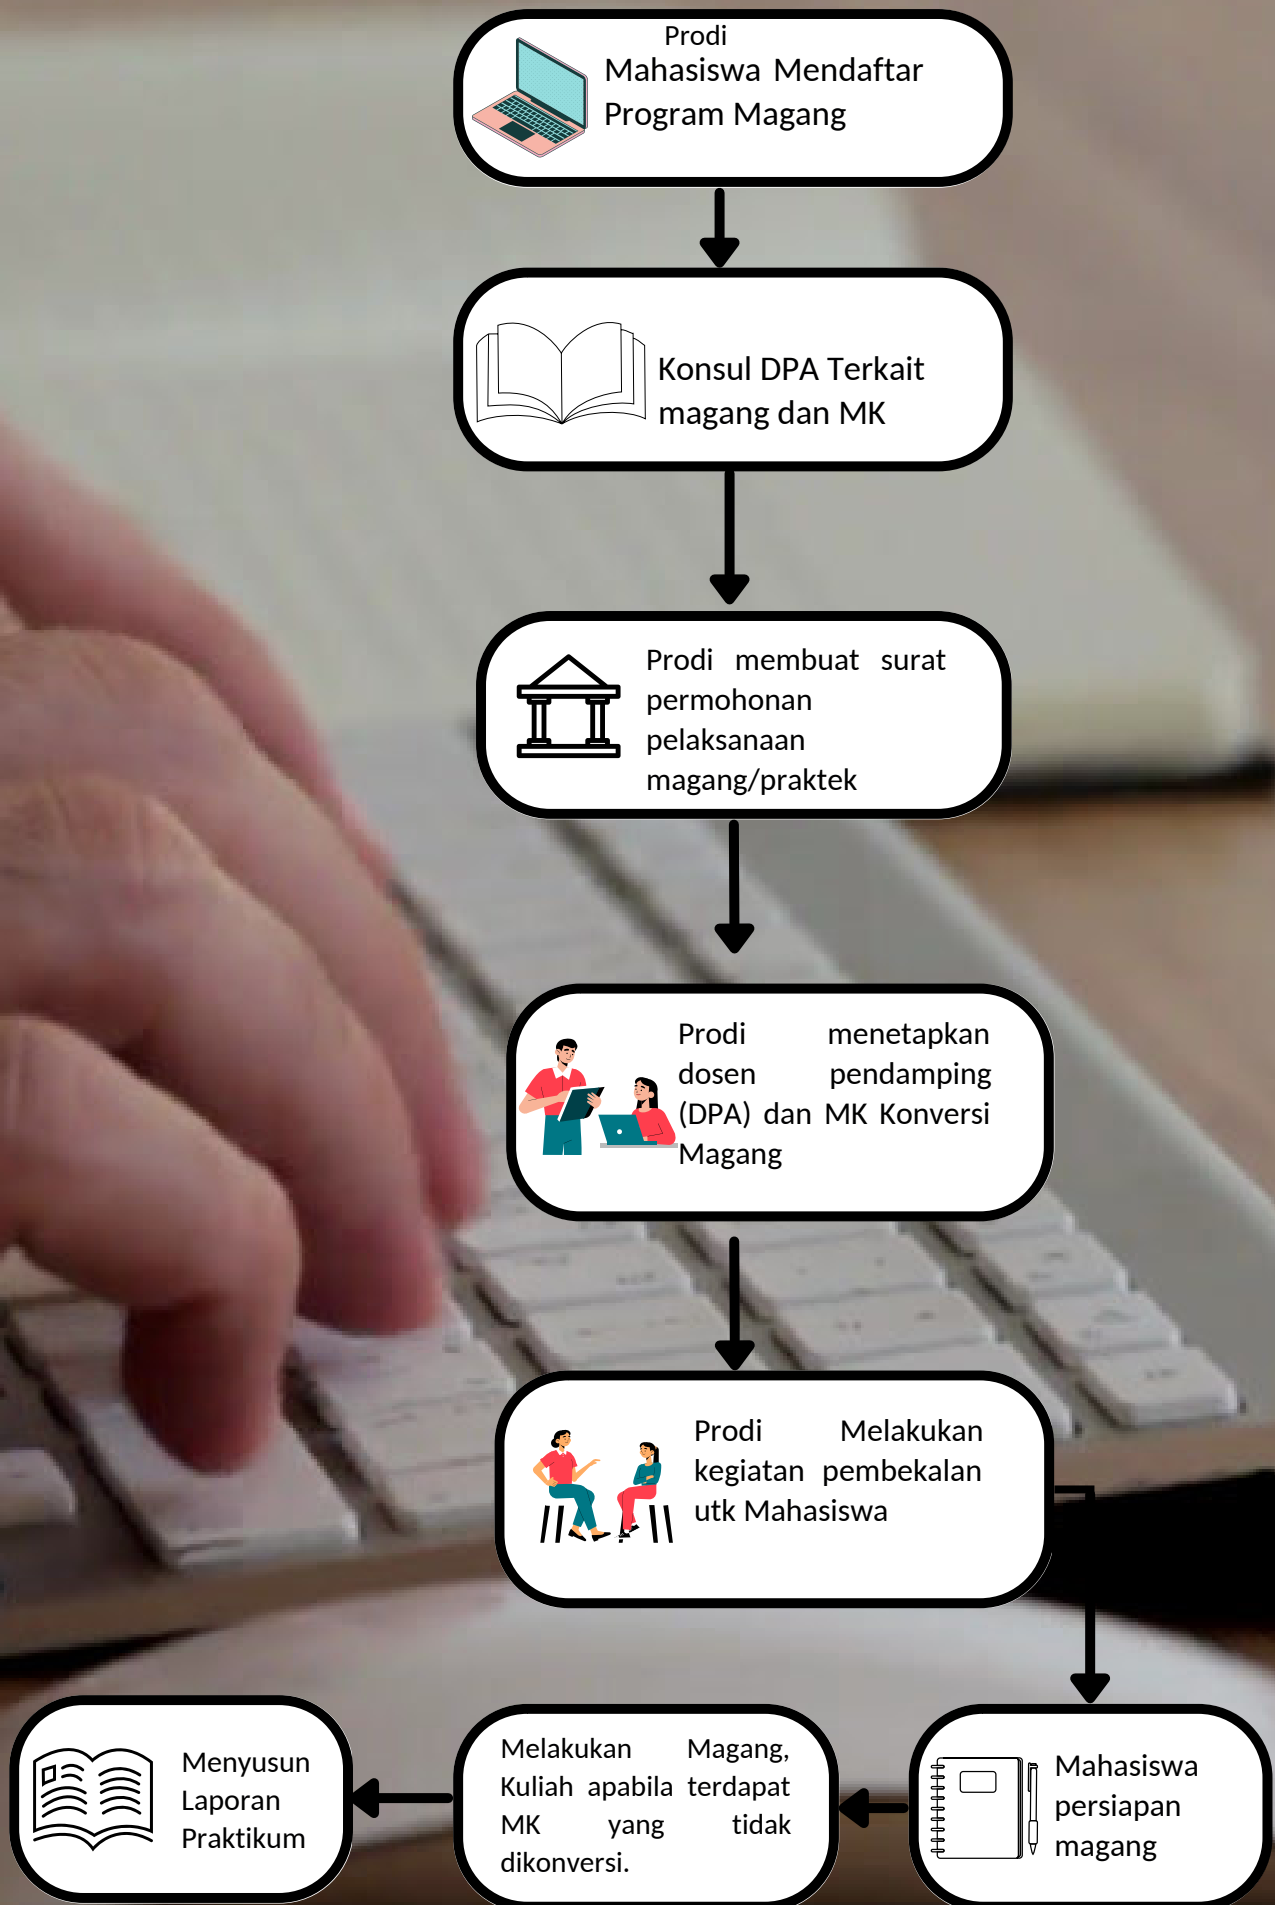 Prodi
Mahasiswa Mendaftar
Program Magang
Konsul DPA Terkait
magang dan MK
Prodi membuat surat
permohonan
pelaksanaan
magang/praktek
Prodi menetapkan
dosen pendamping
(DPA) dan MK Konversi
Magang
Prodi Melakukan
kegiatan pembekalan
utk Mahasiswa
Mahasiswa
persiapan
magang
Melakukan Magang,
Kuliah apabila terdapat
MK yang tidak
dikonversi.
Menyusun
Laporan
Praktikum